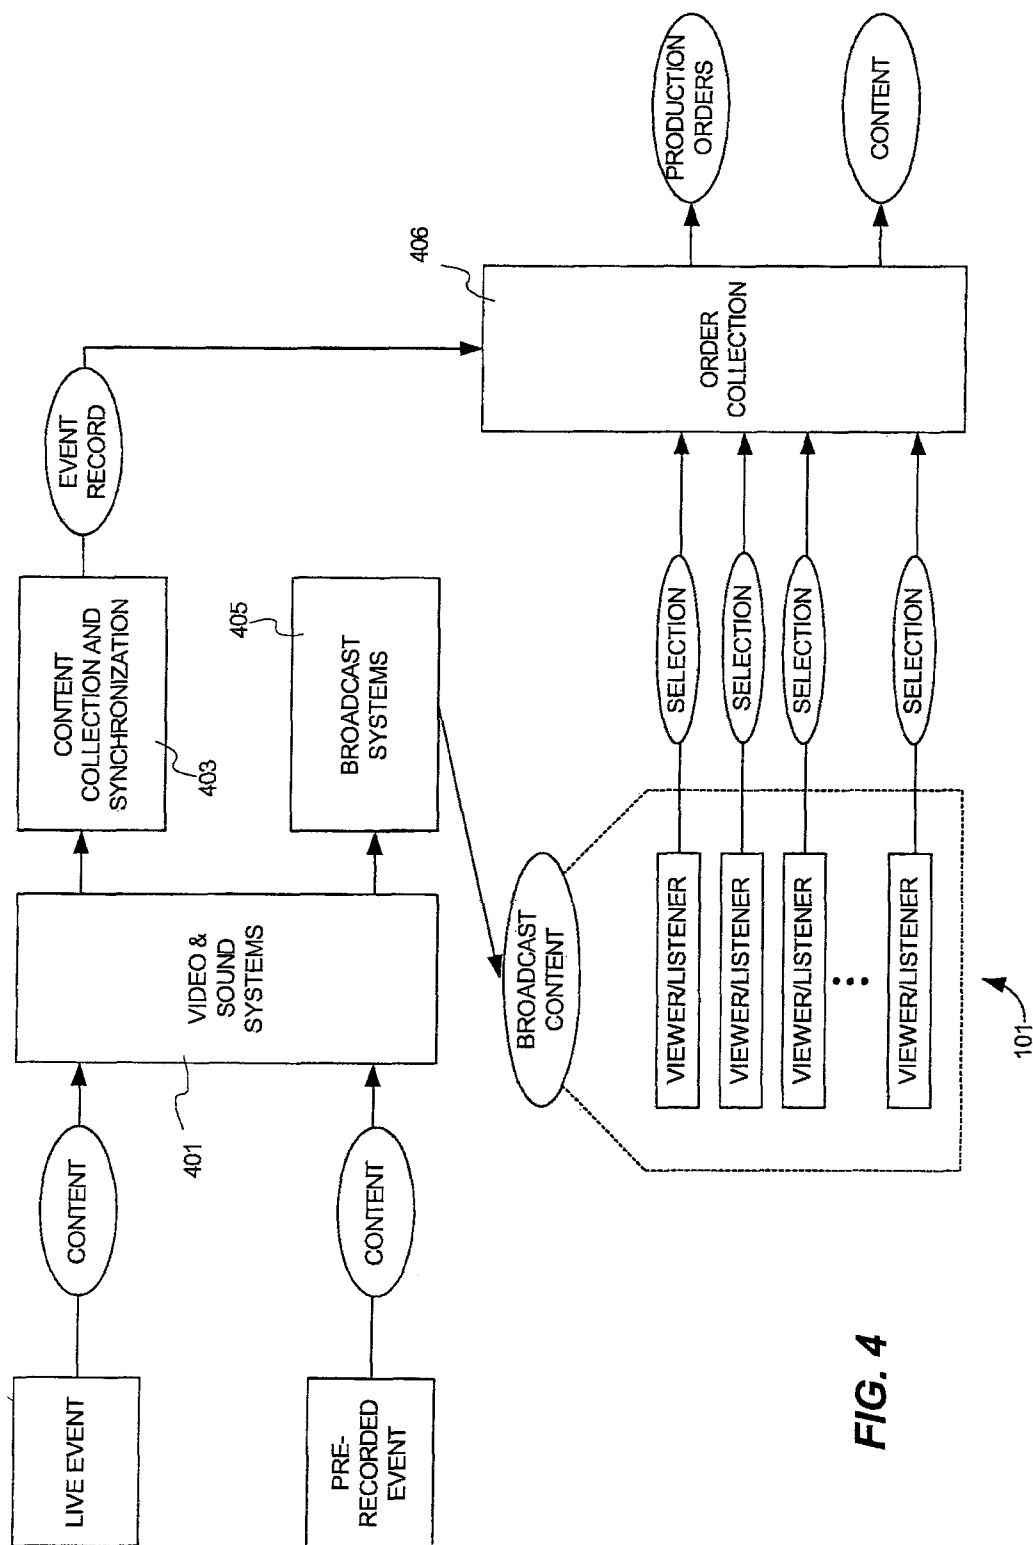 LIVE EVENT
PRE-
RECORDED
EVENT
CONTENT
CONTENT
401
VIDEO &
SOUND
SYSTEMS
CONTENT
COLLECTION AND
SYNCHRONIZATION
403
405
BROADCAST
SYSTEMS
EVENT
RECORD
BROADCAST
CONTENT
VIEWER/LISTENER
VIEWER/LISTENER
VIEWER/LISTENER
VIEWER/LISTENER
101
SELECTION
SELECTION
SELECTION
SELECTION
406
ORDER
COLLECTION
PRODUCTION
ORDERS
CONTENT
FIG. 4